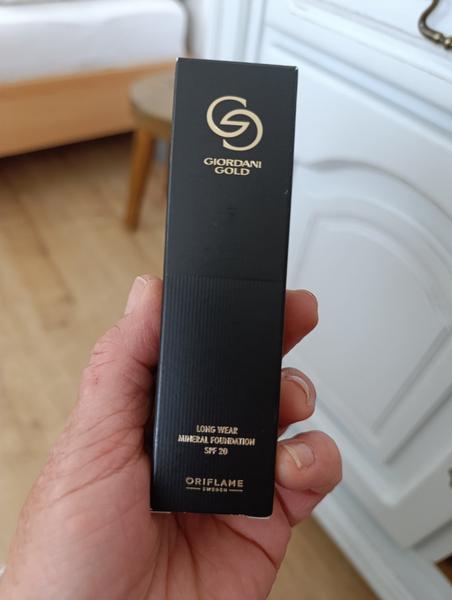 GIORDANI
GOLD
LONG WEAR
MINERAL FOUNDATION
SPF 20
ORIFLAME
SWEDEN